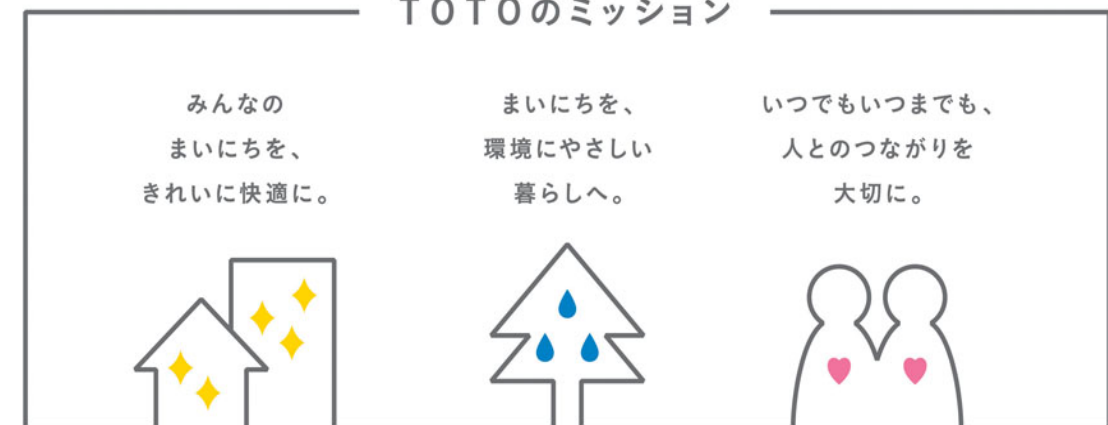 TOTOのミッション
みんなの
まいにちを、
きれいに快適に。
まいにちを、
環境にやさしい
暮らしへ。
いつでもいつまでも、
人とのつながりを
大切に。